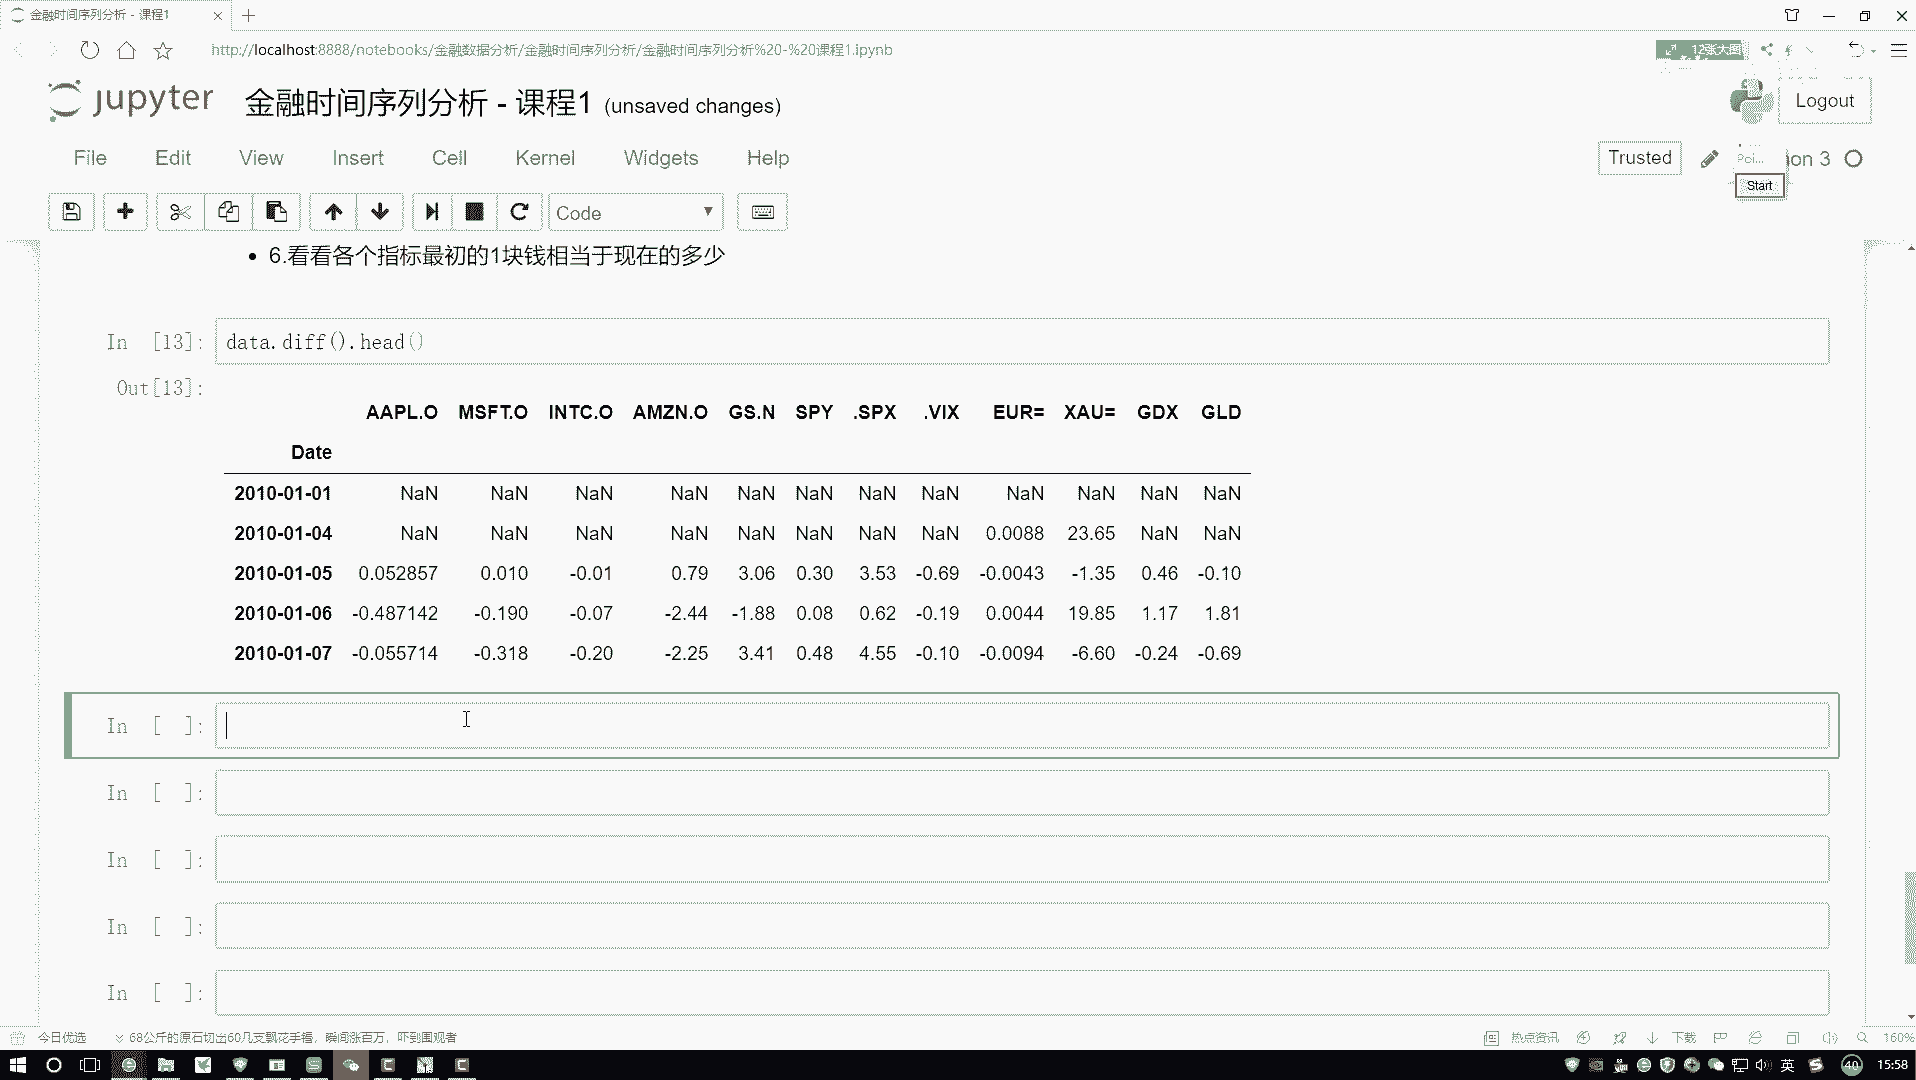 金融时间序列分析 - 课程1
http://localhost:8888/notebooks/金融数据分析/金融时间序列分析/金融时间序列分析%20-%20课程1.ipynb
12张大图
jupyter 金融时间序列分析 - 课程1 (unsaved changes)
Logout
File Edit View Insert Cell Kernel Widgets Help
Trusted
Poi... on 3
Start
Code
6.看看各个指标最初的1块钱相当于现在的多少
In [13]: data.diff().head()
Out[13]:
AAPL.O MSFT.O INTC.O AMZN.O GS.N SPY .SPX .VIX EUR= XAU= GDX GLD
Date
2010-01-01 NaN NaN NaN NaN NaN NaN NaN NaN NaN NaN NaN NaN
2010-01-04 NaN NaN NaN NaN NaN NaN NaN NaN 0.0088 23.65 NaN NaN
2010-01-05 0.052857 0.010 -0.01 0.79 3.06 0.30 3.53 -0.69 -0.0043 -1.35 0.46 -0.10
2010-01-06 -0.487142 -0.190 -0.07 -2.44 -1.88 0.08 0.62 -0.19 0.0044 19.85 1.17 1.81
2010-01-07 -0.055714 -0.318 -0.20 -2.25 3.41 0.48 4.55 -0.10 -0.0094 -6.60 -0.24 -0.69
In [ ]:
In [ ]:
In [ ]:
In [ ]:
In [ ]:
今日优选 68公斤的原石切出60几支飘花手镯，瞬间涨百万，吓到围观者
热点资讯 下载 160%
英 40 15:58